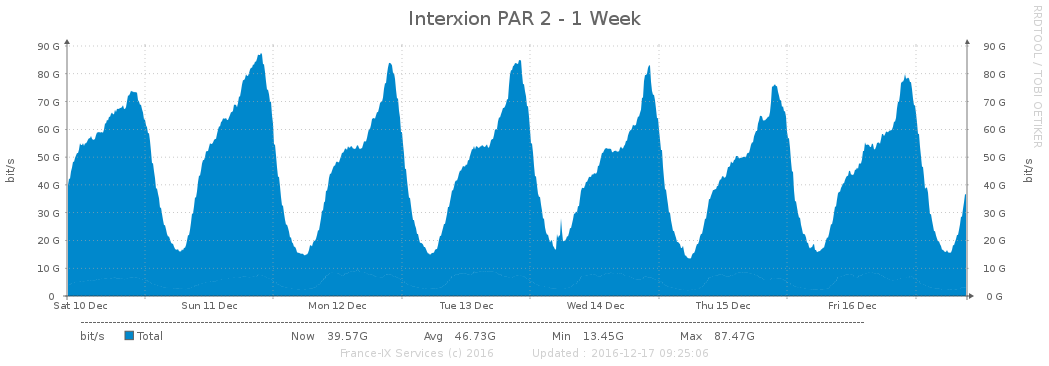 Interxion PAR 2 - 1 Week
RRDTOOL / TOBI OETIKER
bit/s
90 G 90 G
80 G 80 G
70 G 70 G
60 G 60 G
50 G 50 G
40 G 40 G
30 G 30 G
20 G 20 G
10 G 10 G
0 0 G
bit/s
Sat 10 Dec Sun 11 Dec Mon 12 Dec Tue 13 Dec Wed 14 Dec Thu 15 Dec Fri 16 Dec
bit/s Total Now 39.57G Avg 46.73G Min 13.45G Max 87.47G
France-IX Services (c) 2016 Updated : 2016-12-17 09:25:06